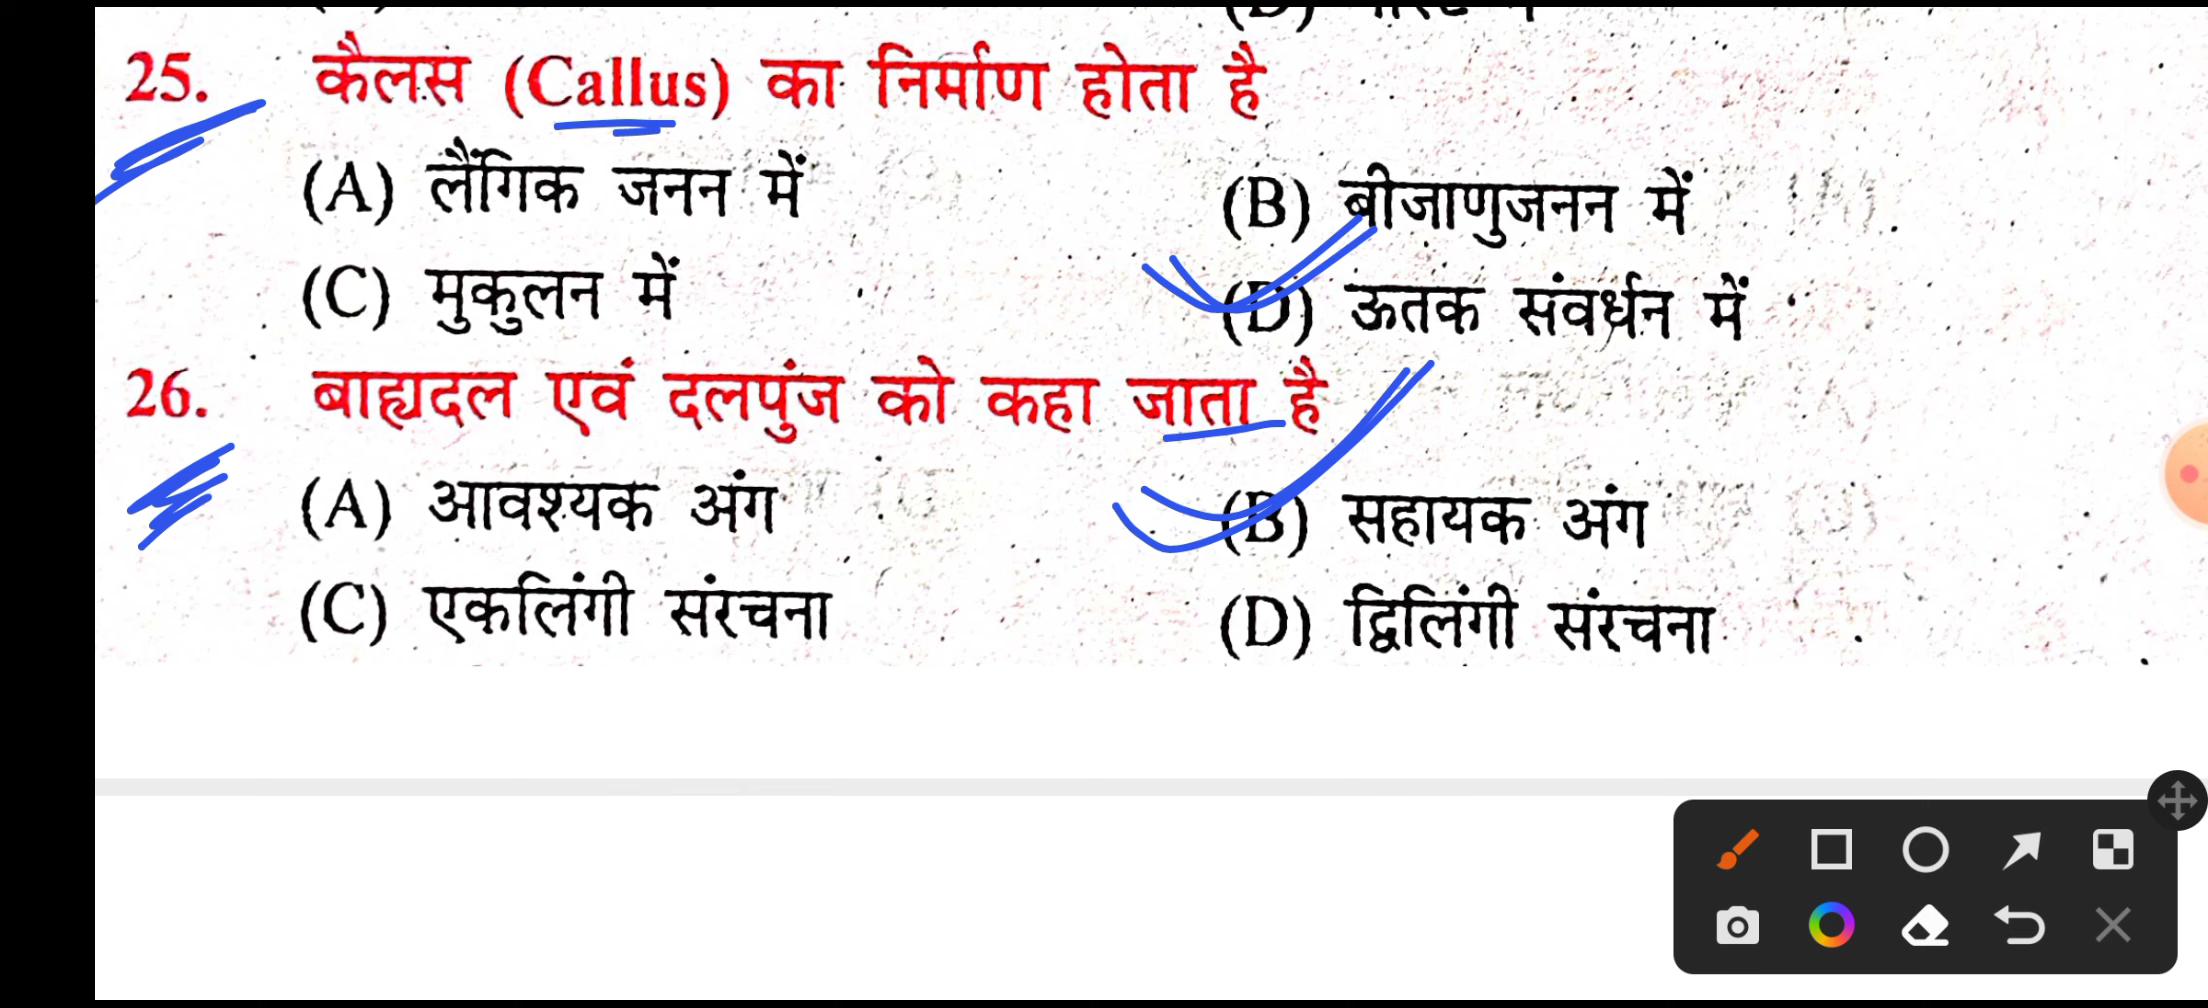 25. कैलस (Callus) का निर्माण होता है
(A) लैंगिक जनन में (B) बीजाणुजनन में
(C) मुकुलन में (D) ऊतक संवर्धन में
26. बाह्यदल एवं दलपुंज को कहा जाता है
(A) आवश्यक अंग (B) सहायक अंग
(C) एकलिंगी संरचना (D) द्विलिंगी संरचना